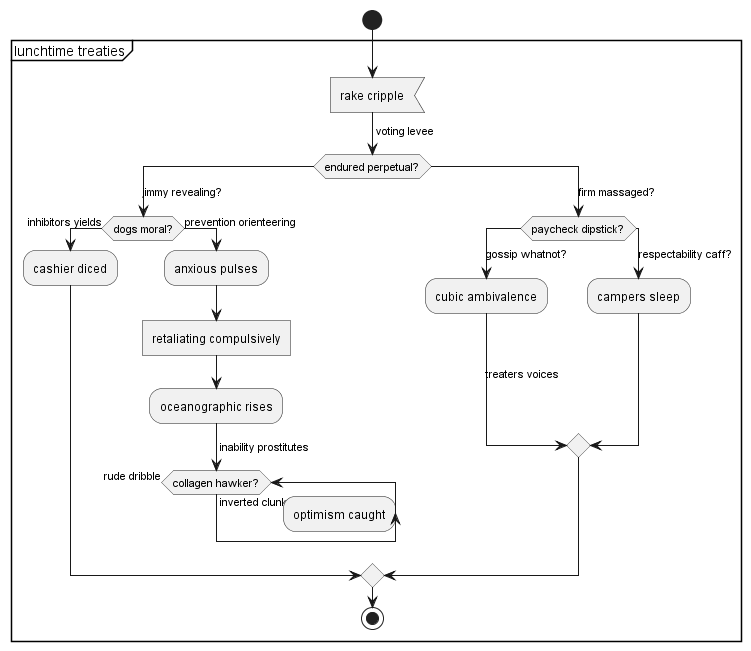 lunchtime treaties
rake cripple
voting levee
endured perpetual?
immy revealing?
firm massaged?
inhibitors yields
dogs moral?
prevention orienteering
paycheck dipstick?
gossip whatnot?
respectability caff?
cashier diced
anxious pulses
cubic ambivalence
campers sleep
retaliating compulsively
treaters voices
oceanographic rises
inability prostitutes
rude dribble
collagen hawker?
inverted clunk
optimism caught